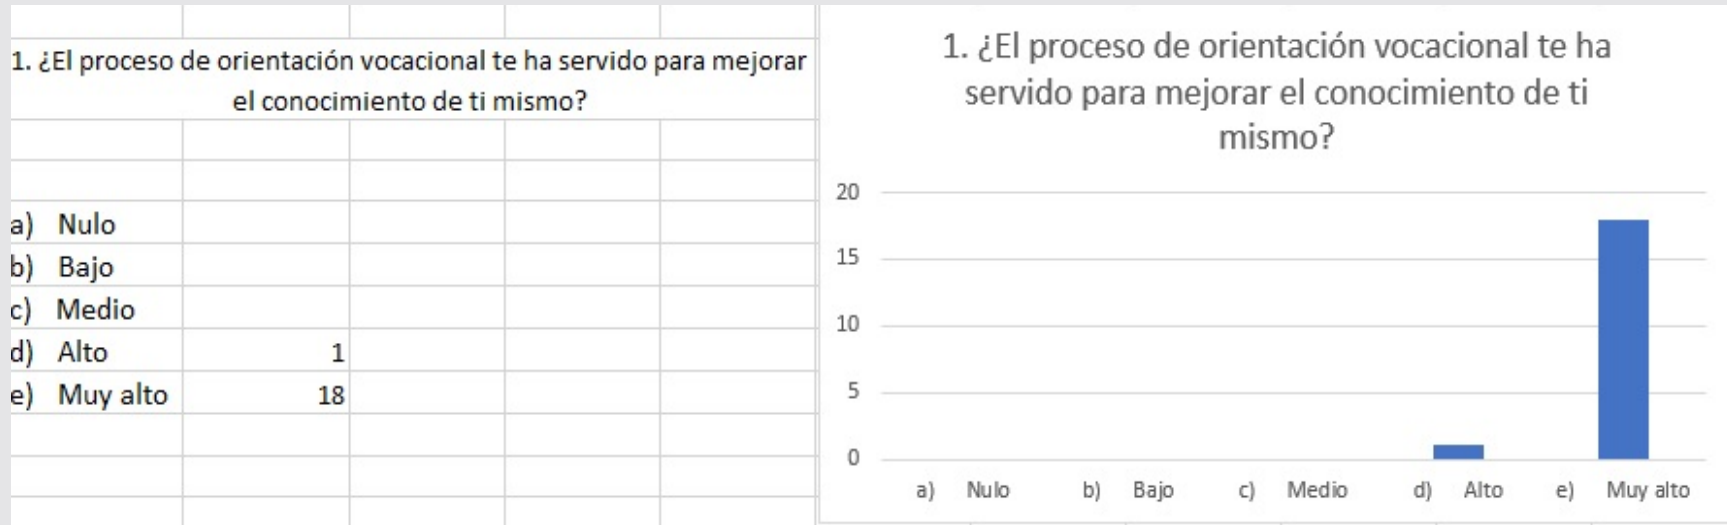 1. ¿El proceso de orientación vocacional te ha servido para mejorar
el conocimiento de ti mismo?
a) Nulo
b) Bajo
c) Medio
d) Alto 1
e) Muy alto 18
1. ¿El proceso de orientación vocacional te ha
servido para mejorar el conocimiento de ti
mismo?
20
15
10
5
0
a) Nulo b) Bajo c) Medio d) Alto e) Muy alto